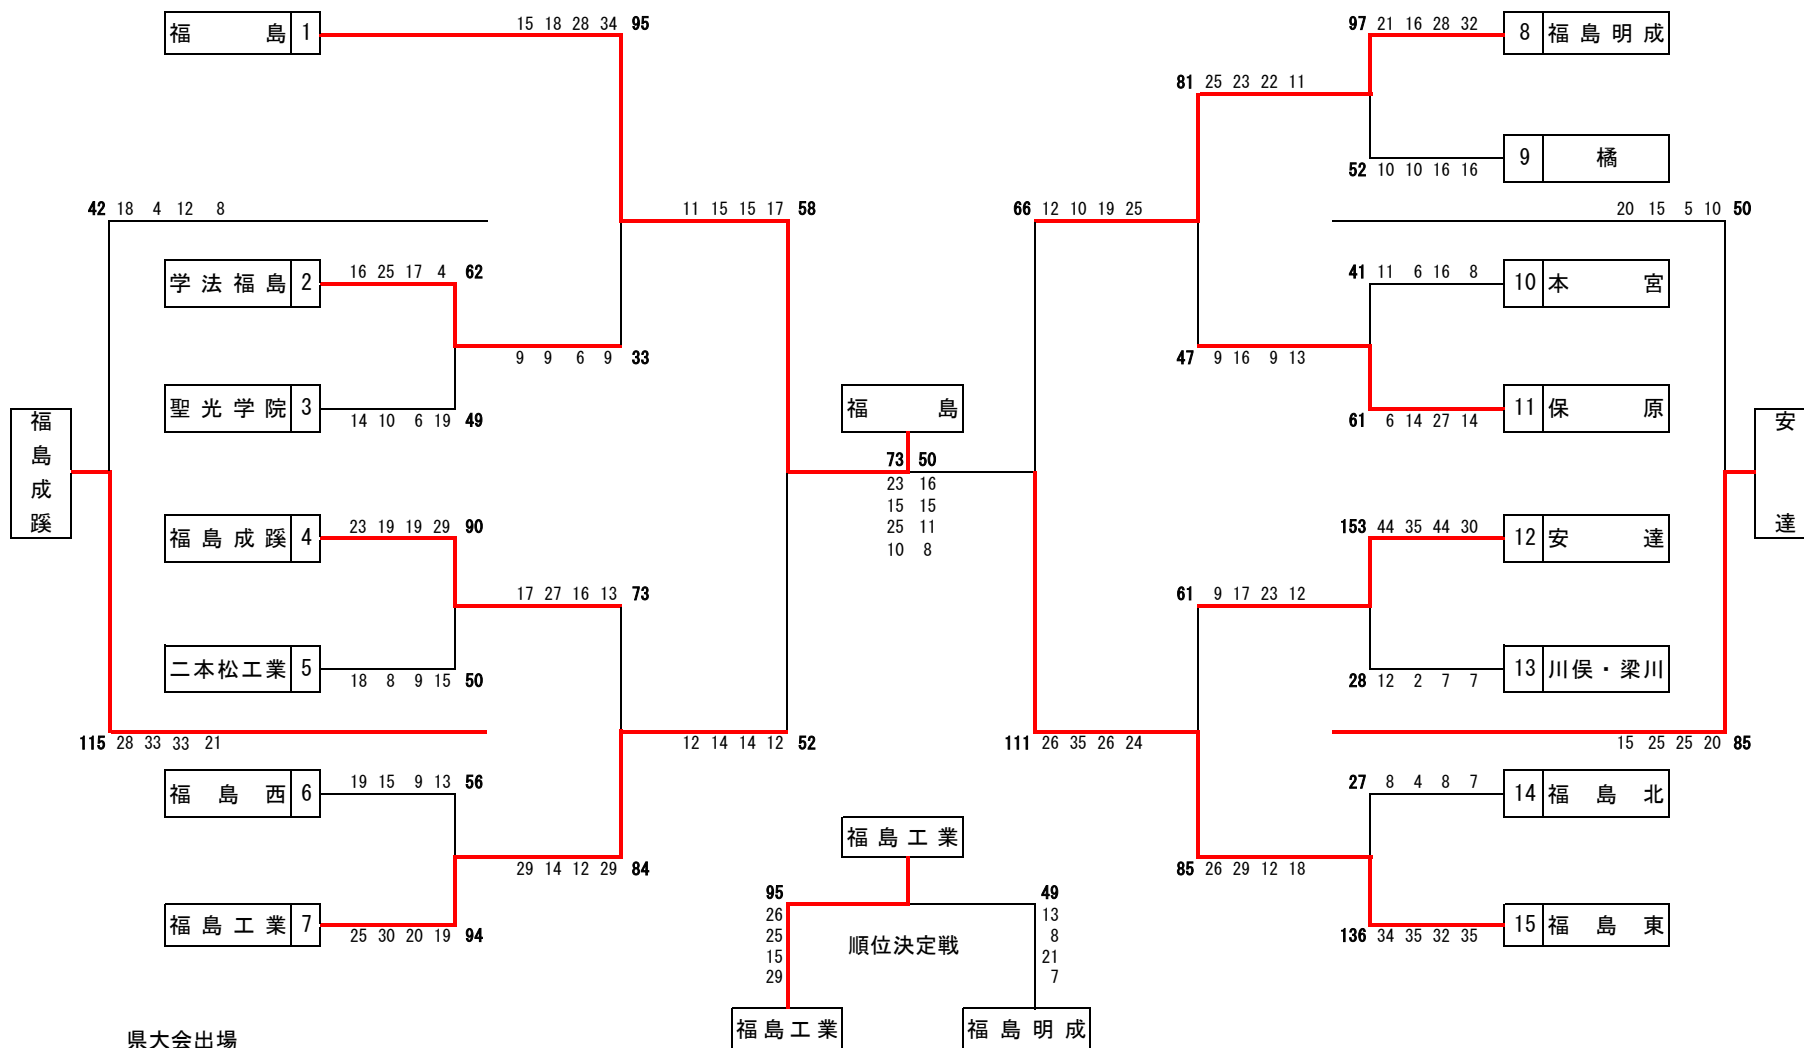 福島 1 15 18 28 34 95
97 21 16 28 32 8 福島明成
81 25 23 22 11
52 10 10 16 16 9 橘
42 18 4 12 8
11 15 15 17 58
66 12 10 19 25
20 15 5 10 50
学法福島 2 16 25 17 4 62
41 11 6 16 8 10 本宮
9 9 6 9 33
47 9 16 9 13
聖光学院 3 14 10 6 19 49
福島
61 6 14 27 14 11 保原
福島成蹊
安達
73 50
23 16
15 15
25 11
10 8
福島成蹊 4 23 19 19 29 90
153 44 35 44 30 12 安達
17 27 16 13 73
61 9 17 23 12
二本松工業 5 18 8 9 15 50
28 12 2 7 7 13 川俣・梁川
115 28 33 33 21
12 14 14 12 52
111 26 35 26 24
15 25 25 20 85
福島西 6 19 15 9 13 56
27 8 4 8 7 14 福島北
福島工業
29 14 12 29 84
85 26 29 12 18
福島工業 7 25 30 20 19 94
136 34 35 32 35 15 福島東
95 49
26 13
25 8
順位決定戦
15 21
29 7
福島工業 福島明成
県大会出場